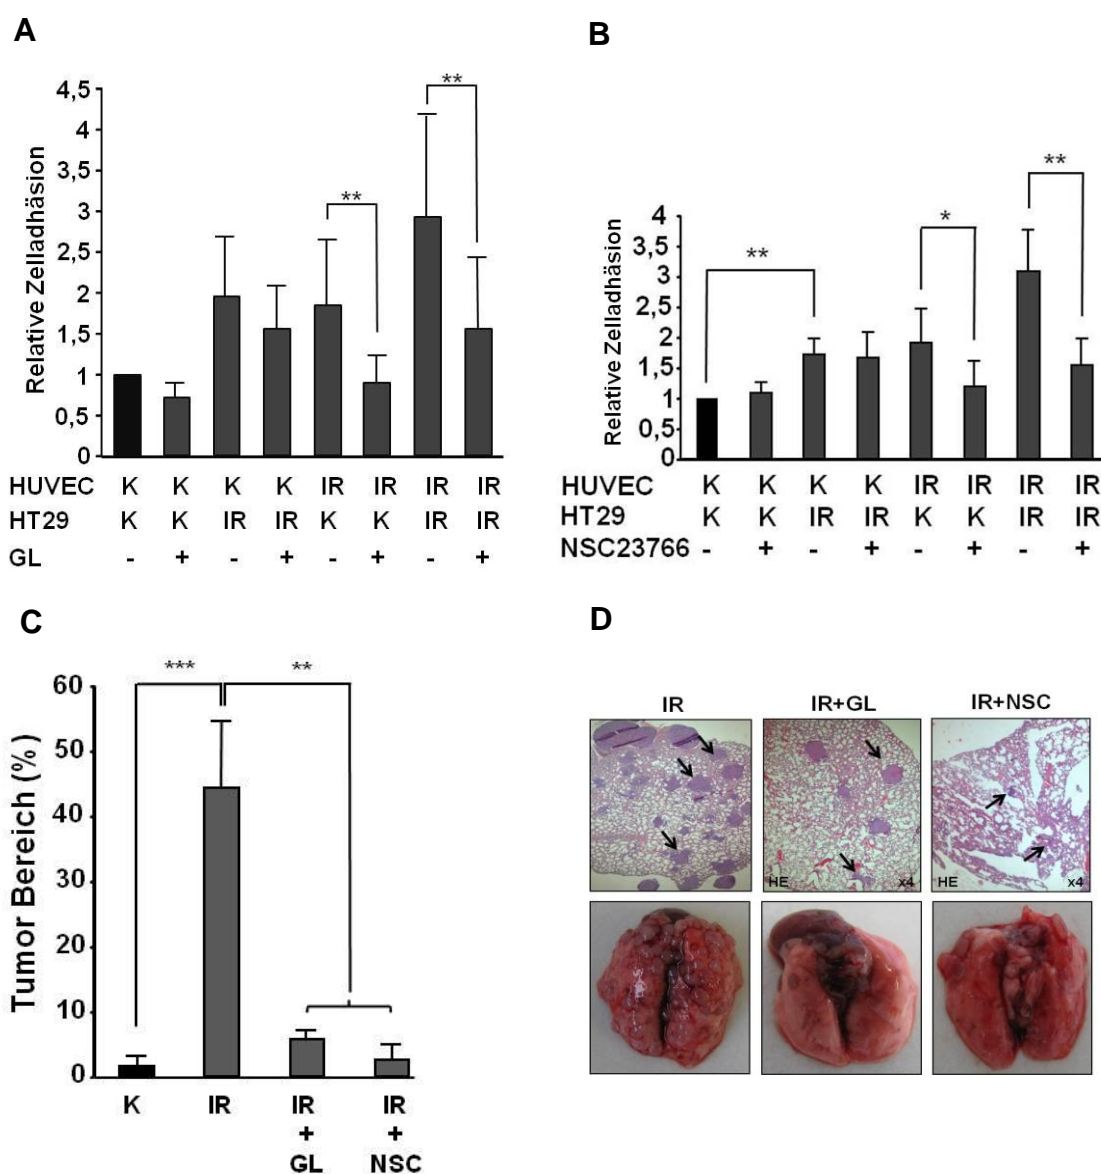 A
4,5
4
3,5
3
2,5
2
1,5
1
0,5
0
Relative Zelladhäsion
**
**
HUVEC K K K K IR IR IR IR
HT29 K K IR IR K K IR IR
GL - + - + - + - +
B
4
3,5
3
2,5
2
1,5
1
0,5
0
Relative Zelladhäsion
**
*
**
HUVEC K K K K IR IR IR IR
HT29 K K IR IR K K IR IR
NSC23766 - + - + - + - +
C
60
50
40
30
20
10
0
Tumor Bereich (%)
***
**
K IR IR IR
+ +
GL NSC
D
IR IR+GL IR+NSC
HE x4 HE x4